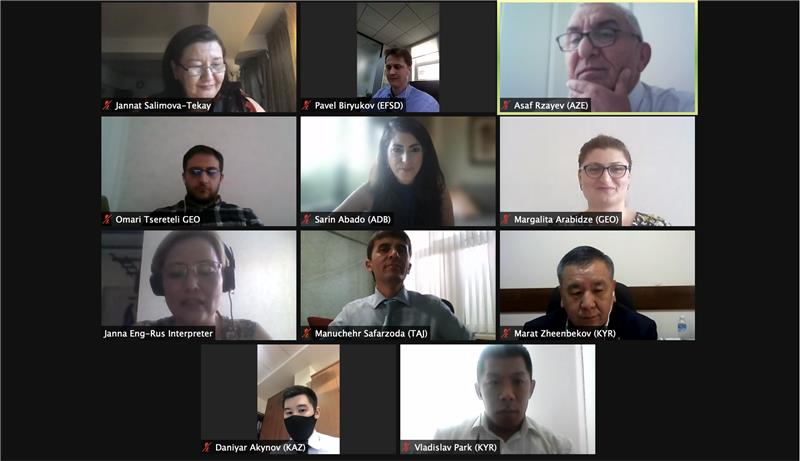 Jannat Salimova-Tekay
Pavel Biryukov (EFSD)
Asaf Rzayev (AZE)
Omari Tsereteli GEO
Sarin Abado (ADB)
Margalita Arabidze (GEO)
Janna Eng-Rus Interpreter
Manuchehr Safarzoda (TAJ)
Marat Zheenbekov (KYR)
Daniyar Akynov (KAZ)
Vladislav Park (KYR)